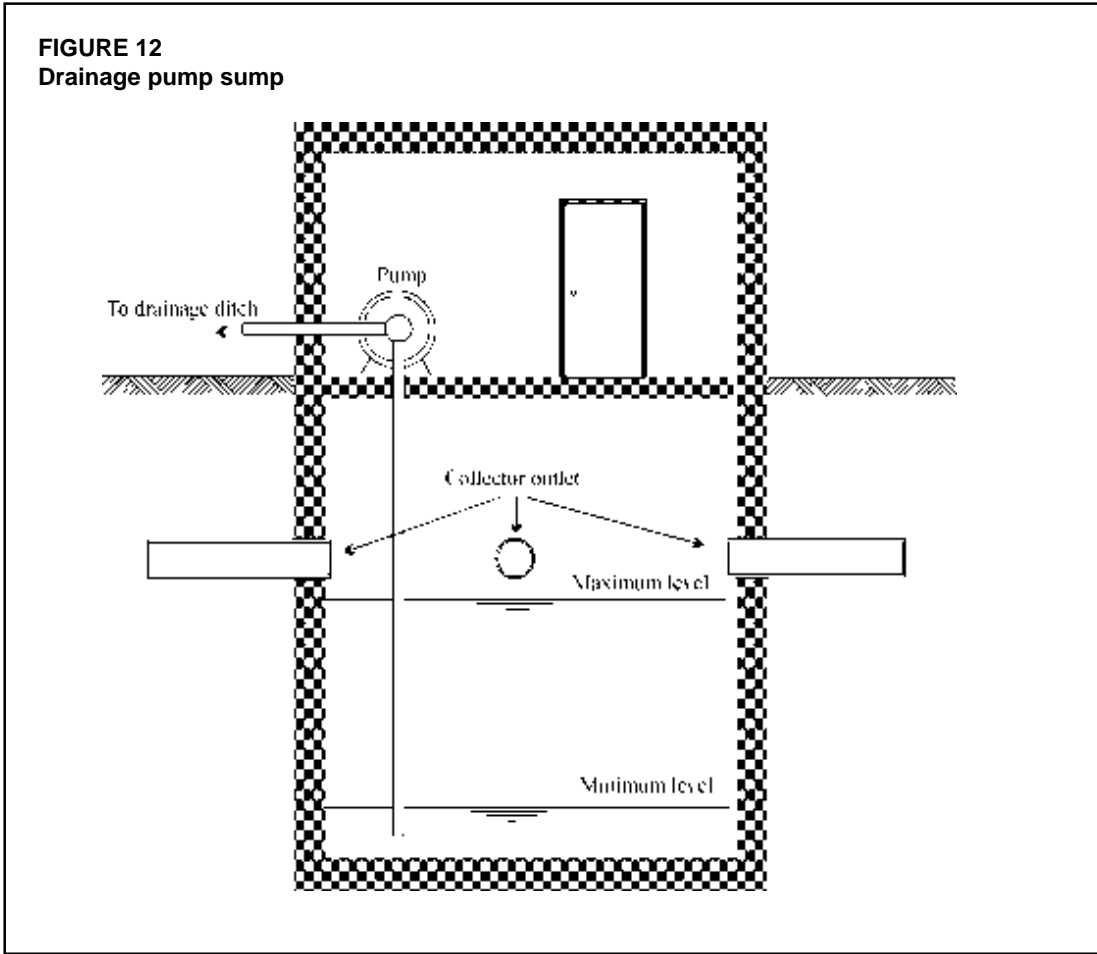 FIGURE 12
Drainage pump sump
Pump
To drainage ditch
Collector outlet
Maximum level
Minimum level